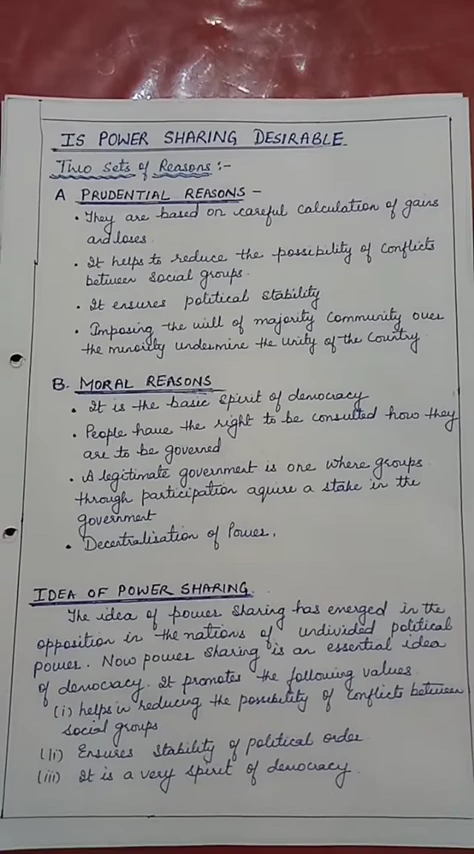 IS POWER SHARING DESIRABLE
Two Sets of Reasons :-
A PRUDENTIAL REASONS -
• They are based on careful calculation of gains
and loses.
• It helps to reduce the possibility of conflicts
between social groups.
• It ensures political stability
• Imposing the will of majority community over
the minority undermine the unity of the country
B. MORAL REASONS
• It is the basic spirit of democracy
• People have the right to be consulted how they
are to be governed
• A legitimate government is one where groups
through participation aquire a stake in the
government
• Decentralisation of Power.
IDEA OF POWER SHARING
The idea of power sharing has emerged in the
opposition in the nations of undivided political
power. Now power sharing is an essential idea
of democracy. It promotes the following values
(i) helps in reducing the possibility of conflicts between
social groups
(ii) Ensures stability of political order
(iii) It is a very spirit of democracy.